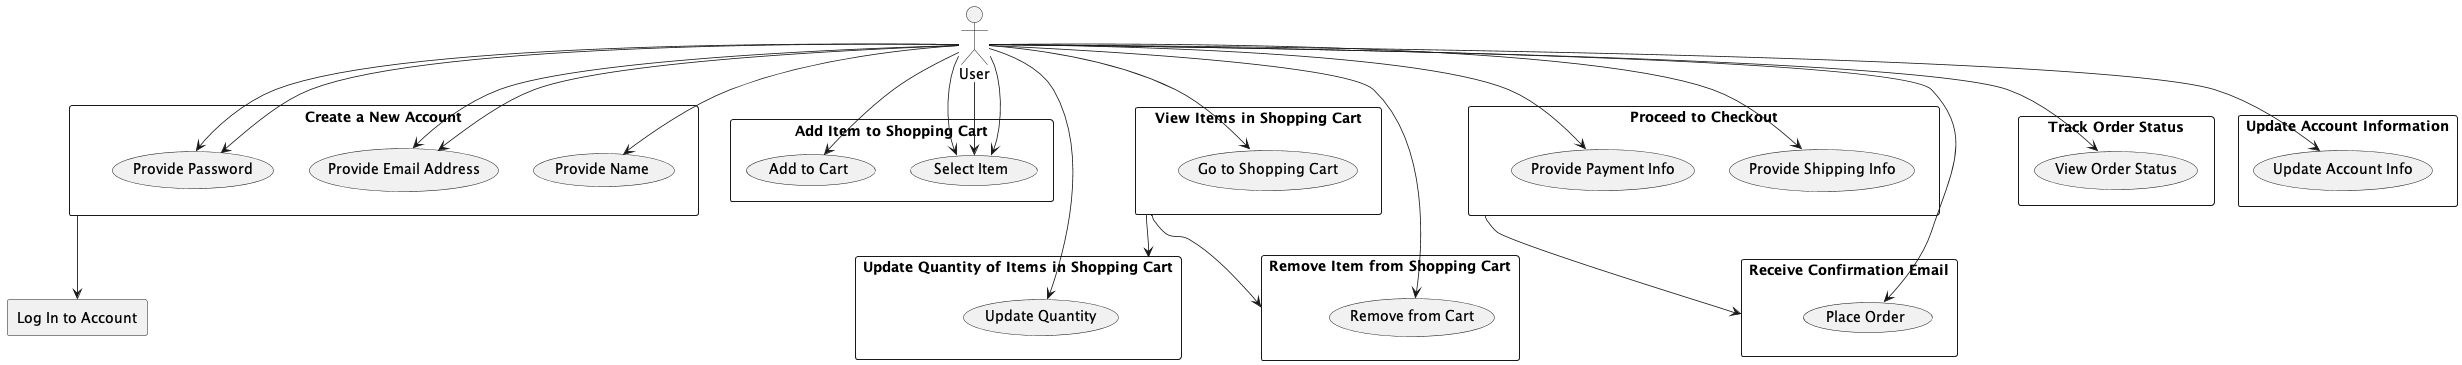 User
Create a New Account
Provide Password
Provide Email Address
Provide Name
Add Item to Shopping Cart
Add to Cart
Select Item
View Items in Shopping Cart
Go to Shopping Cart
Proceed to Checkout
Provide Payment Info
Provide Shipping Info
Track Order Status
View Order Status
Update Account Information
Update Account Info
Log In to Account
Update Quantity of Items in Shopping Cart
Update Quantity
Remove Item from Shopping Cart
Remove from Cart
Receive Confirmation Email
Place Order